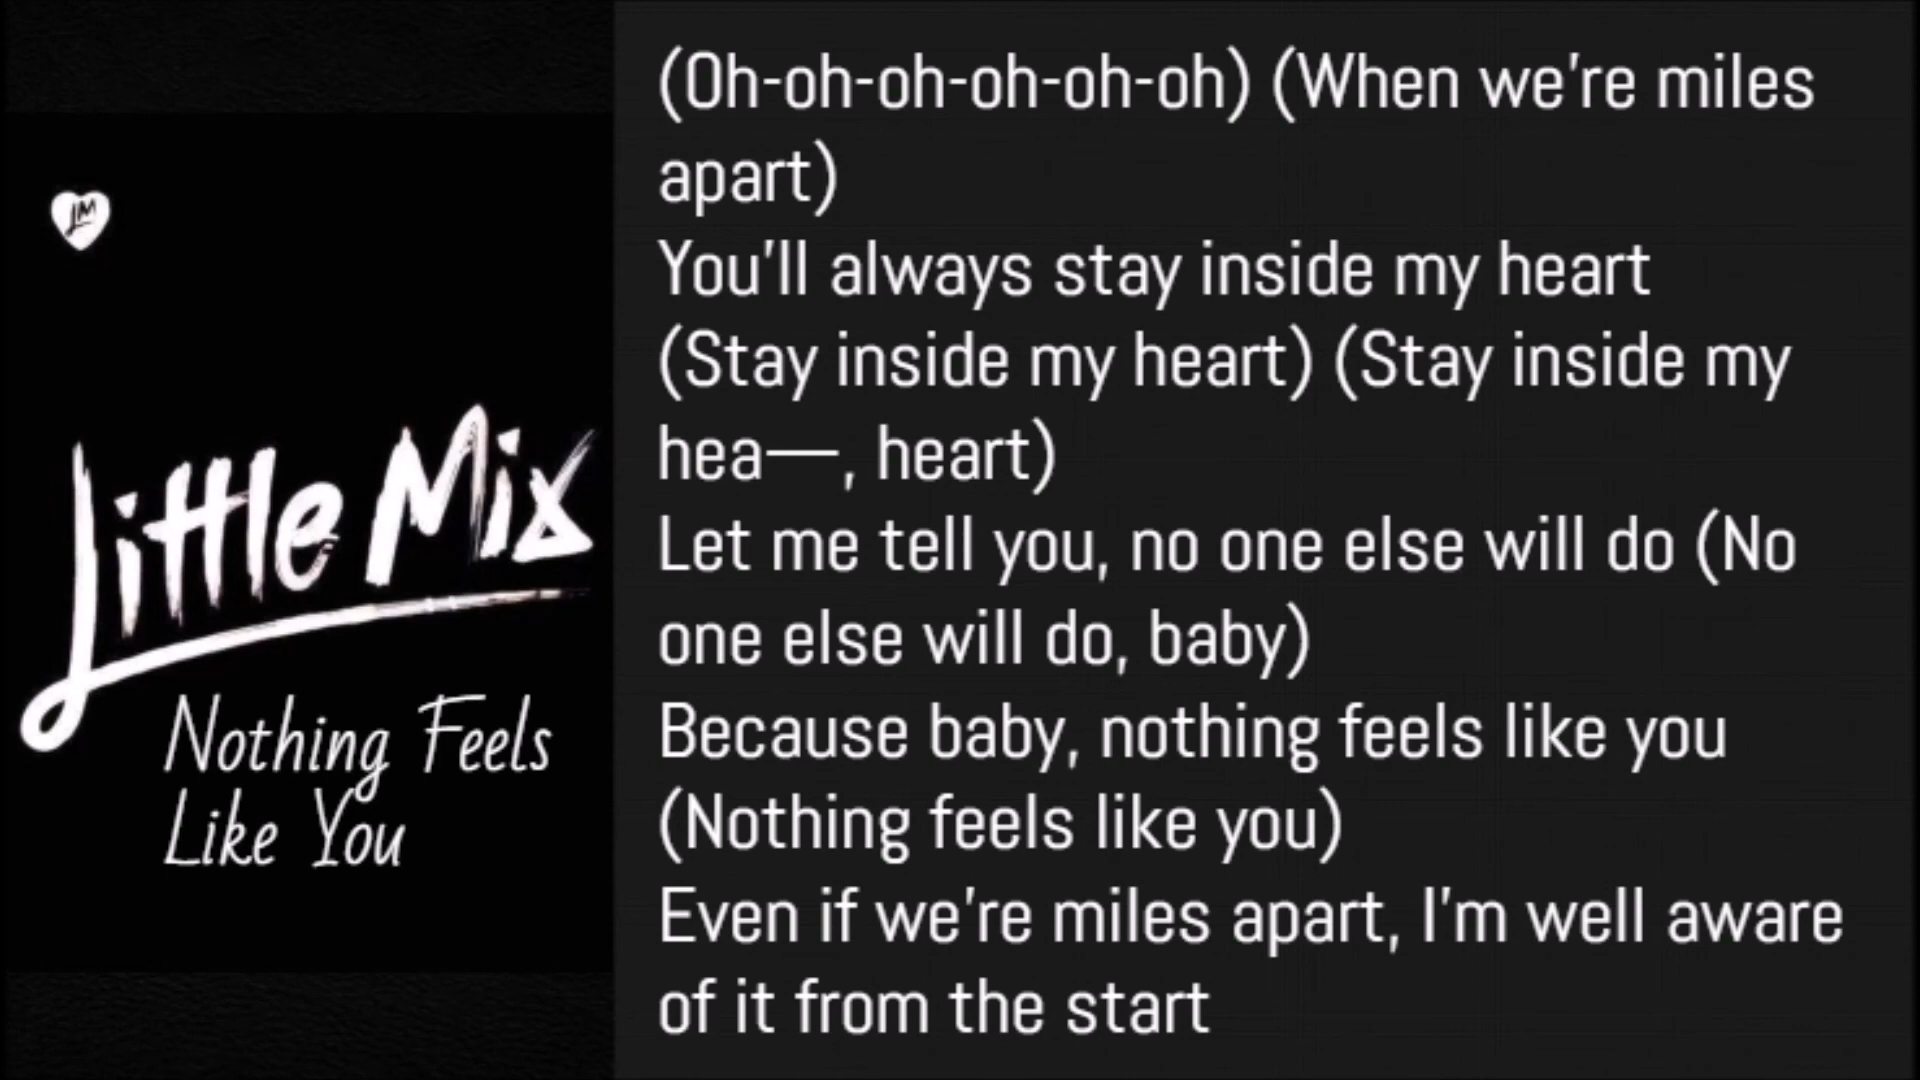 LM
Little Mix
Nothing Feels
Like You
(Oh-oh-oh-oh-oh-oh) (When we're miles
apart)
You'll always stay inside my heart
(Stay inside my heart) (Stay inside my
hea—, heart)
Let me tell you, no one else will do (No
one else will do, baby)
Because baby, nothing feels like you
(Nothing feels like you)
Even if we're miles apart, I'm well aware
of it from the start